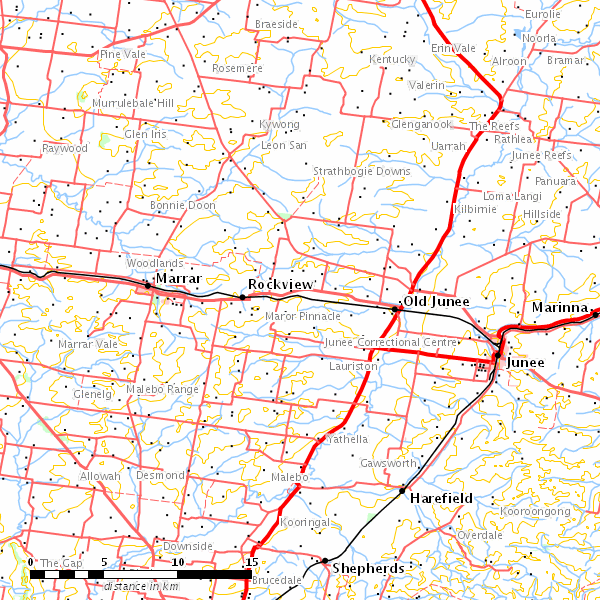 Eurolie
Braeside
Noorla
Erin Vale
Pine Vale
Kentucky
Alroon
Bramar
Rosemere
Valerin
Murrulebale Hill
Kywong
Glenganook
The Reefs
Glen Iris
Rathlea
Leon San
Uarrah
Raywood
Junee Reefs
Strathbogie Downs
Panuara
Loma Langi
Bonnie Doon
Kilbirnie
Hillside
Woodlands
Marrar
Rockview
Old Junee
Marinna
Maror Pinnacle
Marrar Vale
Junee Correctional Centre
Junee
Lauriston
Malebo Range
Glenelg
Yathella
Gawsworth
Allowah
Desmond
Malebo
Harefield
Kooroongong
Kooringal
Overdale
Downside
The Gap
0 5 10 15
Shepherds
Brucedale
distance in km